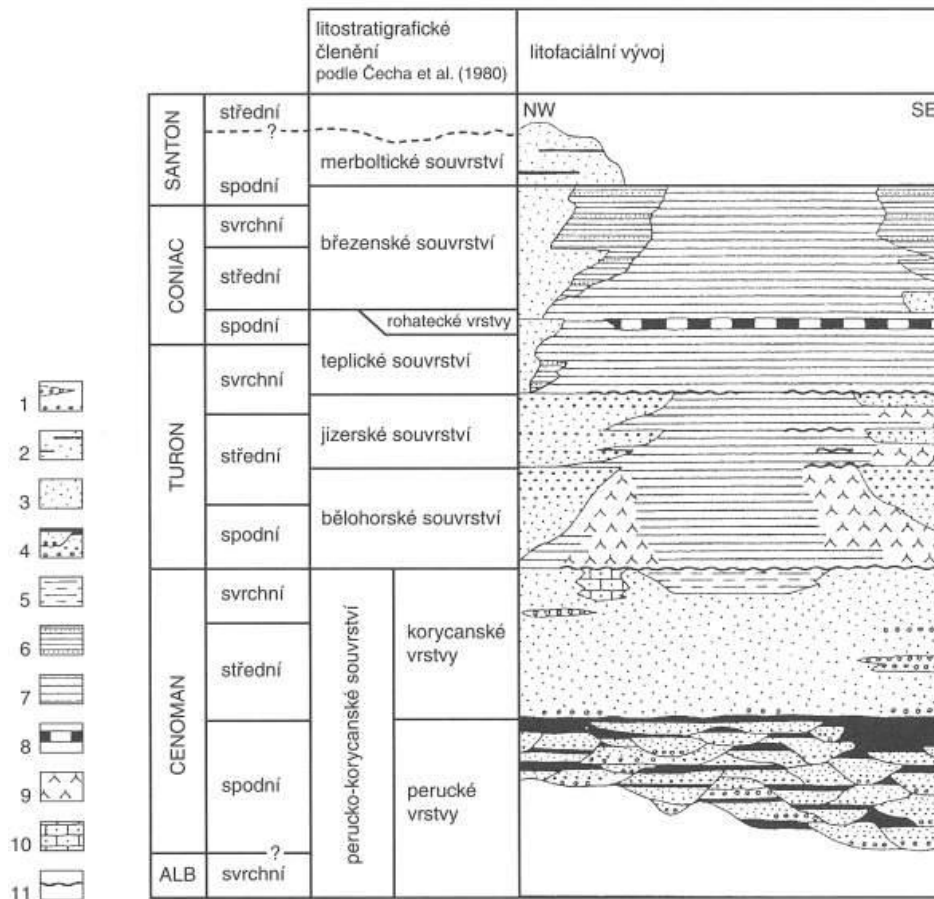 litostratigrafické
členění
podle Čecha et al. (1980)
litofaciální vývoj
NW
SE
SANTON
střední
?
spodní
merboltické souvrství
CONIAC
svrchní
střední
spodní
březenské souvrství
rohatecké vrstvy
teplické souvrství
TURON
svrchní
střední
spodní
jizerské souvrství
bělohorské souvrství
CENOMAN
svrchní
střední
spodní
?
perucko-korycanské souvrství
korycanské
vrstvy
perucké
vrstvy
ALB
svrchní
1
2
3
4
5
6
7
8
9
10
11